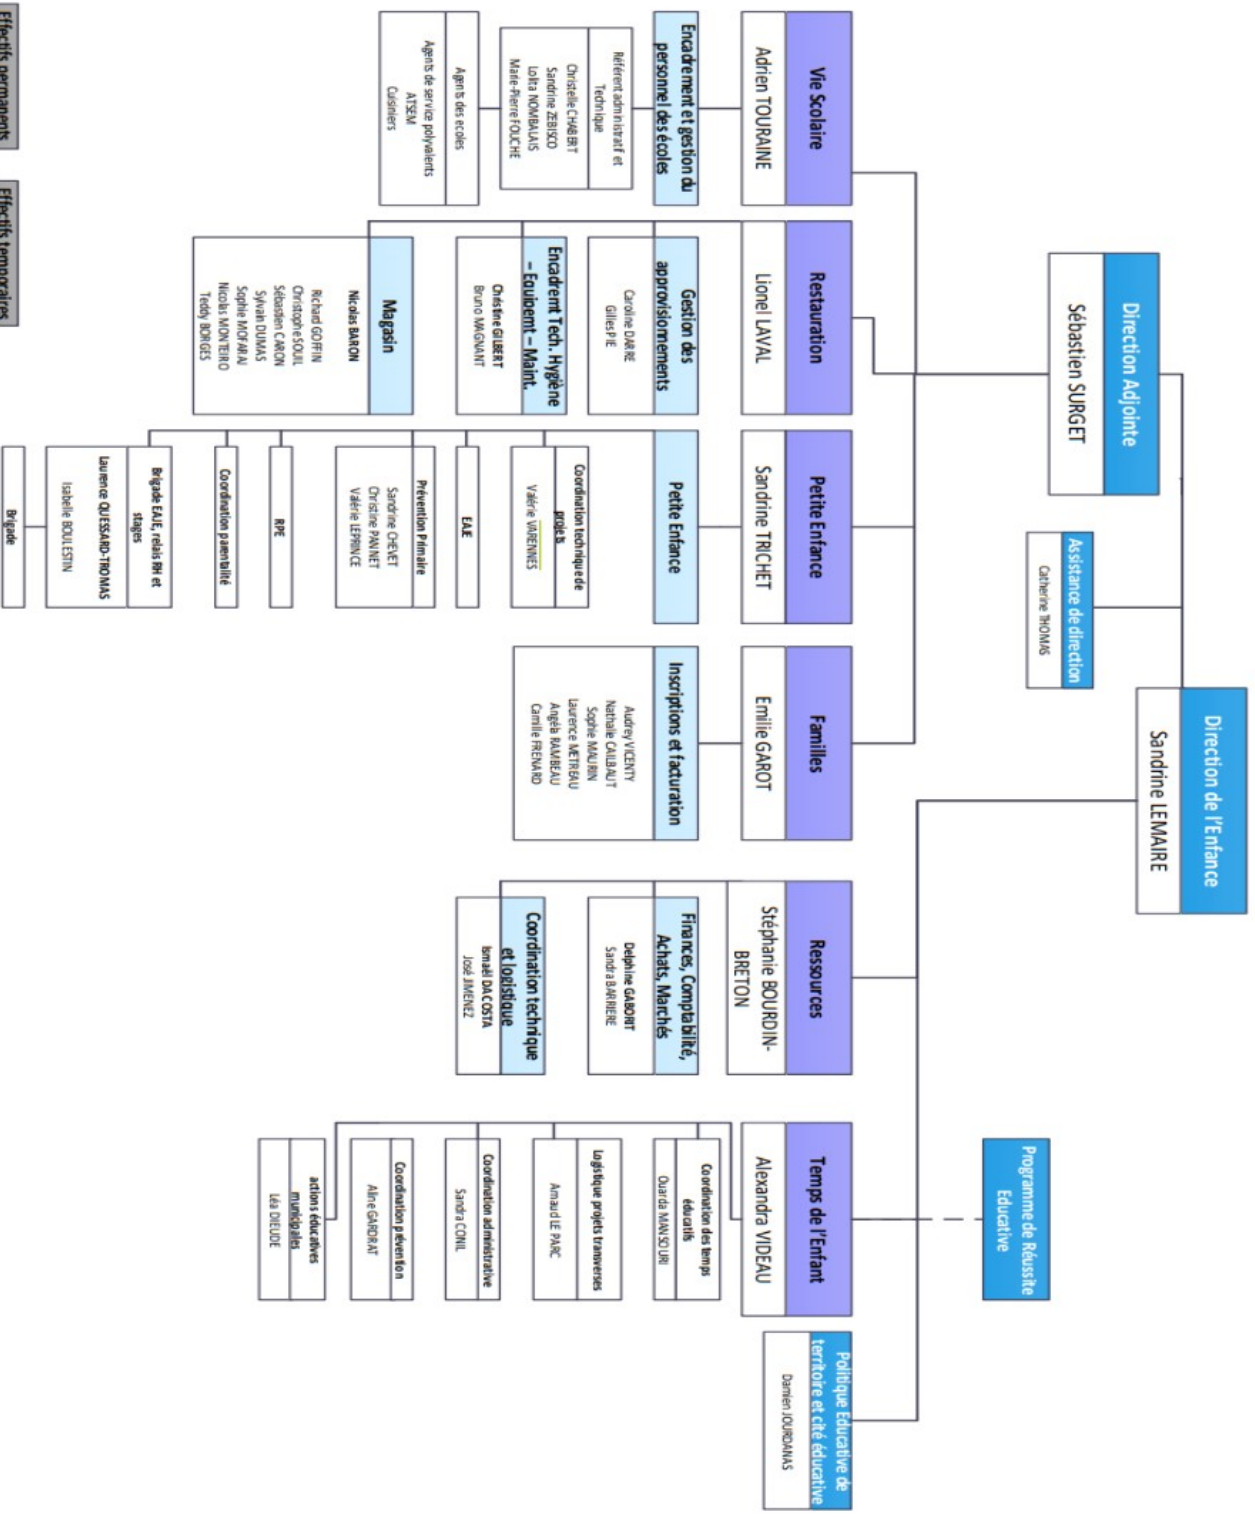 Direction de l'Enfance
Sandrine LEMAIRE
Direction Adjointe
Sébastien SURGET
Assistance de direction
Catherine THOMAS
Programme de Réussite
Educative
Vie Scolaire
Adrien TOURAINE
Encadrement et gestion du
personnel des écoles
Référent administratif et
Technique
Christelle CHABERT
Sandrine ZEBISCO
Lolita NOMBALAIS
Marie-Pierre FOUCHE
Agents des ecoles
Agents de service polyvalents
ATSEM
Cuisiniers
Restauration
Lionel LAVAL
Gestion des
approvisionnements
Caroline DARRE
Gilles PIE
Encadremt Tech. Hygiène
– Equipemt – Maint.
Christine GILBERT
Bruno MAGNANT
Magasin
Nicolas BARON
Richard GOFFIN
Christophe SOUIL
Sébastien CARON
Sylvain DUMAS
Sophie MOFARAJ
Nicolas MONTEIRO
Teddy BORGES
Petite Enfance
Sandrine TRICHET
Petite Enfance
Coordination technique de
projets
Valérie VARENNES
EAJE
Prévention Primaire
Sandrine CHEVET
Christine PANNET
Valérie LEPRINCE
RPE
Coordination parentalité
Brigade EAJE, relais RH et
stages
Laurence QUESSARD-TROMAS
Isabelle BOULESTIN
Brigade
Familles
Emilie GAROT
Inscriptions et facturation
Audrey VICENTY
Nathalie CAILBAUT
Sophie MAURIN
Laurence METREAU
Angéla RAMBEAU
Camille FRENARD
Ressources
Stéphanie BOURDIN-
BRETON
Finances, Comptabilité,
Achats, Marchés
Delphine GABORIT
Sandra BARRIERE
Coordination technique
et logistique
Ismaël DA COSTA
José JIMENEZ
Temps de l'Enfant
Alexandra VIDEAU
Coordination des temps
éducatifs
Ouarda MANSOURI
Logistique projets transverses
Arnaud LE PARC
Coordination administrative
Sandra CONIL
Coordination prévention
Aline GARDRAT
actions éducatives
municipales
Léa DIEUDE
Politique Educative de
territoire et cité éducative
Damien JOURDANAS
Effectifs permanents
Effectifs temporaires